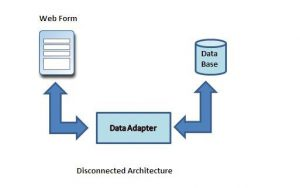 Web Form
Data
Base
Data Adapter
Disconnected Architecture